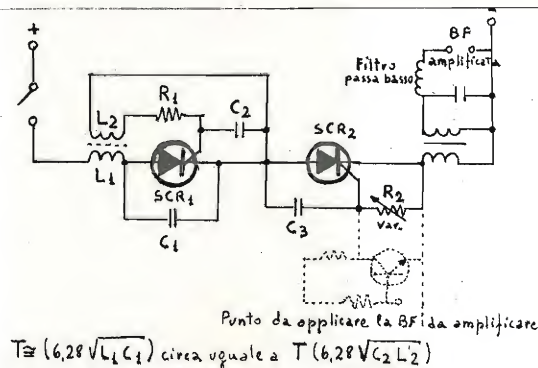 +
BF
amplificata
Filtro
passa basso
R1
L2
C2
SCR2
L1
SCR1
C1
C3
R2
var.
Punto da applicare la BF da amplificare
T≅ (6,28 √L1 C1) circa uguale a T (6,28 √C2 L2)